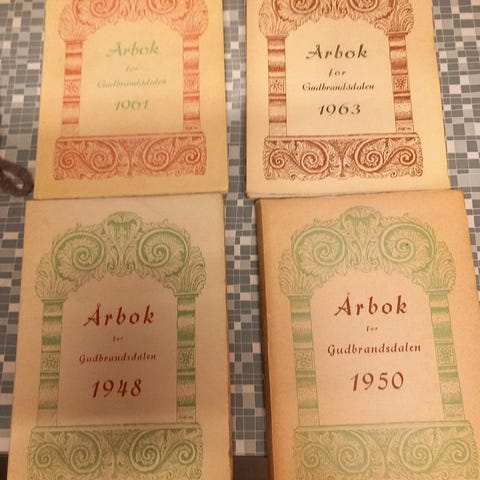 Årbok
for
Gudbrandsdalen
1961
Årbok
for
Gudbrandsdalen
1963
Årbok
for
Gudbrandsdalen
1948
Årbok
for
Gudbrandsdalen
1950